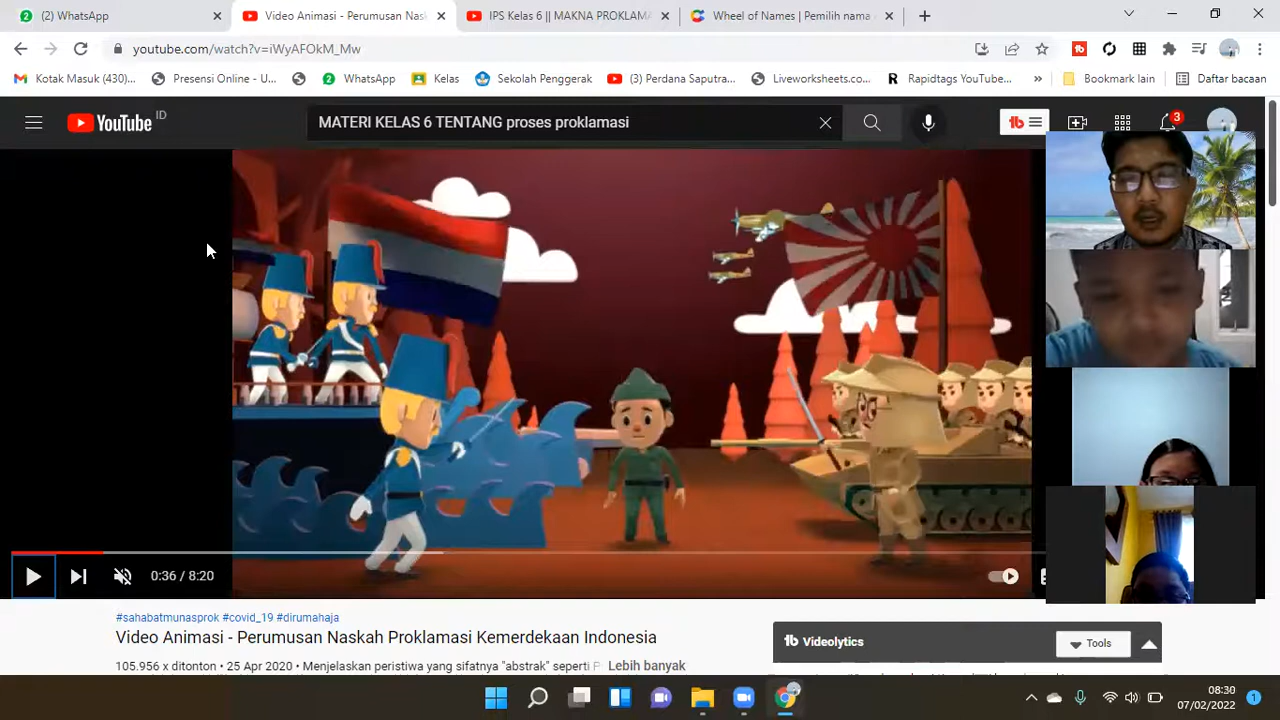 (2) WhatsApp
Video Animasi - Perumusan Nask
IPS Kelas 6 || MAKNA PROKLAMA
Wheel of Names | Pemilih nama
youtube.com/watch?v=iWyAFOkM_Mw
Kotak Masuk (430)...
Presensi Online - U...
2 WhatsApp
Kelas
Sekolah Penggerak
(3) Perdana Saputra...
Liveworksheets.co...
Rapidtags YouTube...
»
Bookmark lain
Daftar bacaan
YouTube ID
MATERI KELAS 6 TENTANG proses proklamasi
tb
3
0:36 / 8:20
#sahabatmunasprok #covid_19 #dirumahaja
Video Animasi - Perumusan Naskah Proklamasi Kemerdekaan Indonesia
105.956 x ditonton • 25 Apr 2020 • Menjelaskan peristiwa yang sifatnya "abstrak" seperti P Lebih banyak
tb Videolytics
Tools
08:30
07/02/2022
1